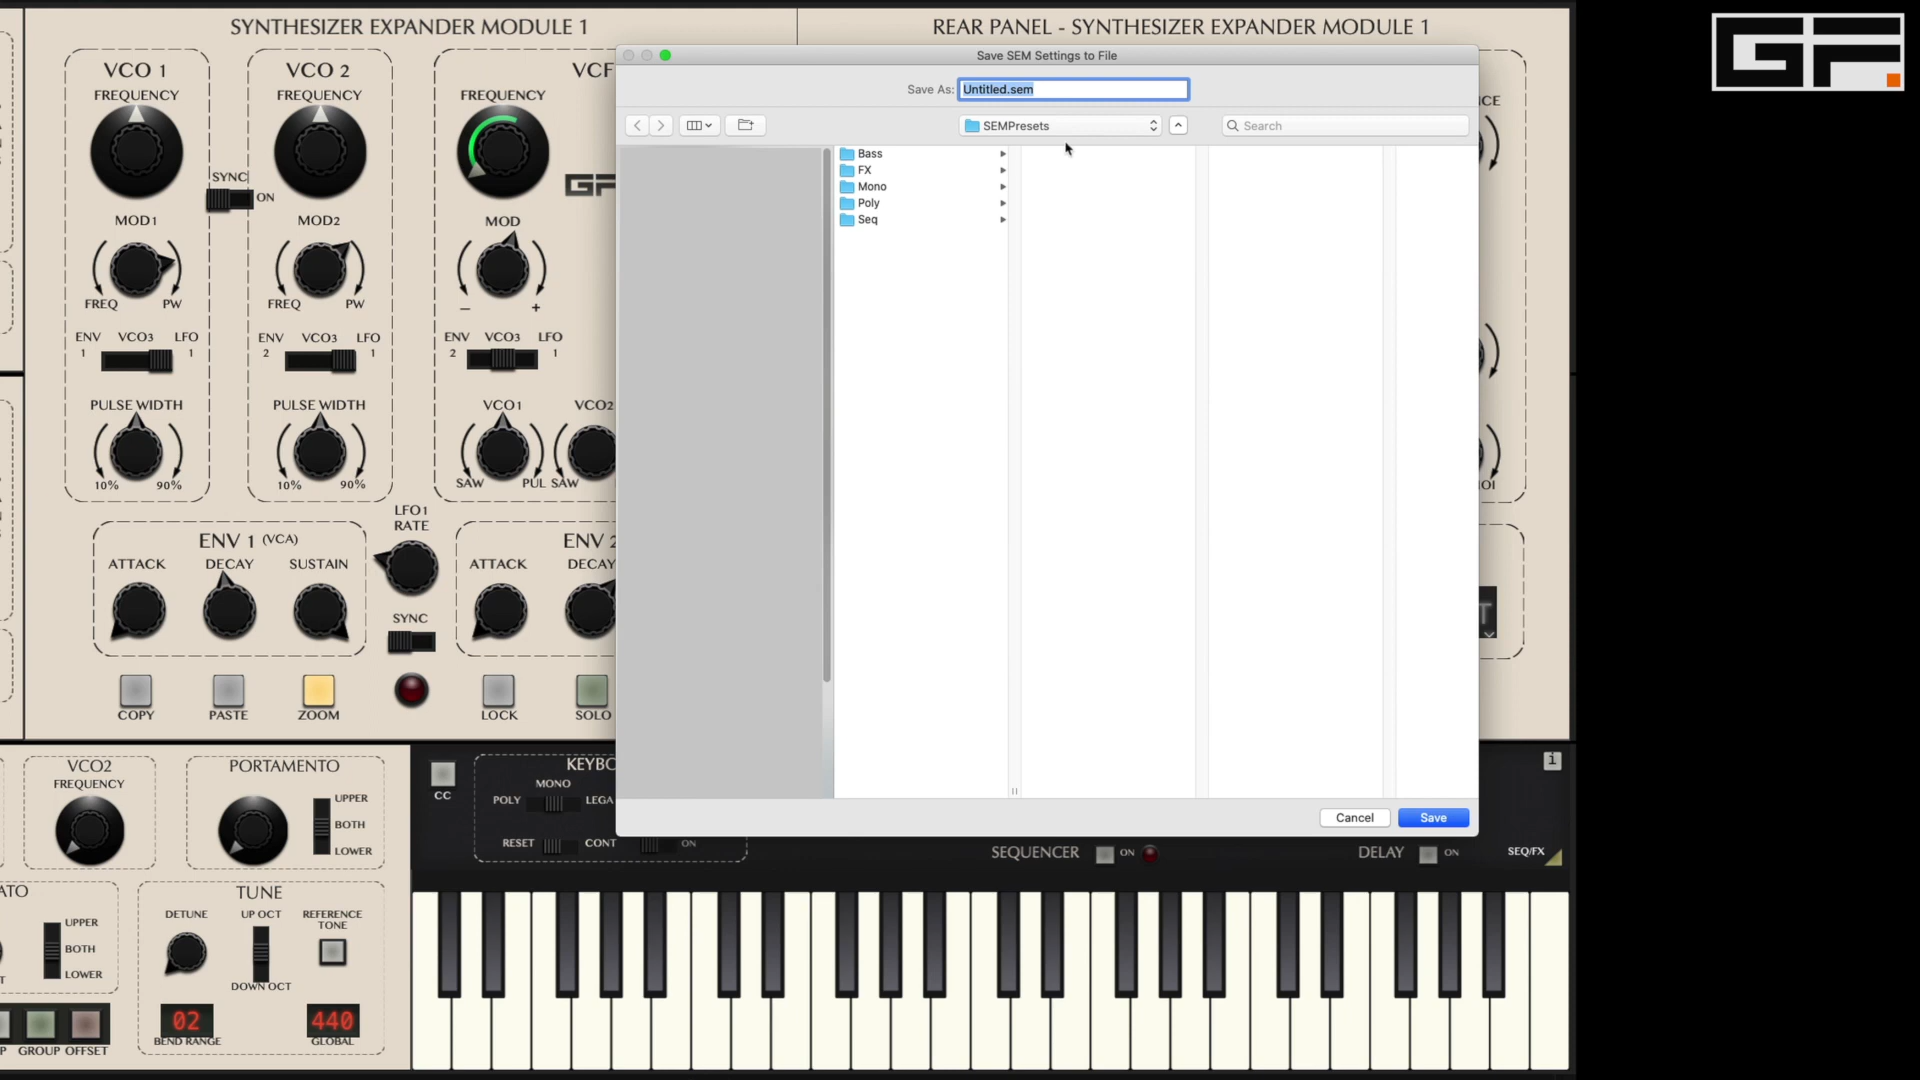 SYNTHESIZER EXPANDER MODULE 1
REAR PANEL - SYNTHESIZER EXPANDER MODULE 1
GF
VCO 1
FREQUENCY
SYNC
ON
MOD1
FREQ PW
ENV VCO3 LFO
1 1
PULSE WIDTH
10% 90%
VCO 2
FREQUENCY
MOD2
FREQ PW
ENV VCO3 LFO
2 1
PULSE WIDTH
10% 90%
VCF
FREQUENCY
MOD
− +
ENV VCO3 LFO
2 1
VCO1 VCO2
SAW PUL SAW
Save SEM Settings to File
Save As: Untitled.sem
SEMPresets
Search
Bass
FX
Mono
Poly
Seq
Cancel
Save
ENV 1 (VCA)
ATTACK DECAY SUSTAIN
LFO1
RATE
SYNC
ENV 2
ATTACK DECAY
COPY PASTE ZOOM LOCK SOLO
VCO2
FREQUENCY
PORTAMENTO
UPPER
BOTH
LOWER
CC
MONO
POLY
RESET CONT
ON
SEQUENCER ON
DELAY ON
SEQ/FX
i
UPPER
BOTH
LOWER
TUNE
DETUNE UP OCT REFERENCE
TONE
DOWN OCT
02
BEND RANGE
440
GLOBAL
GROUP OFFSET